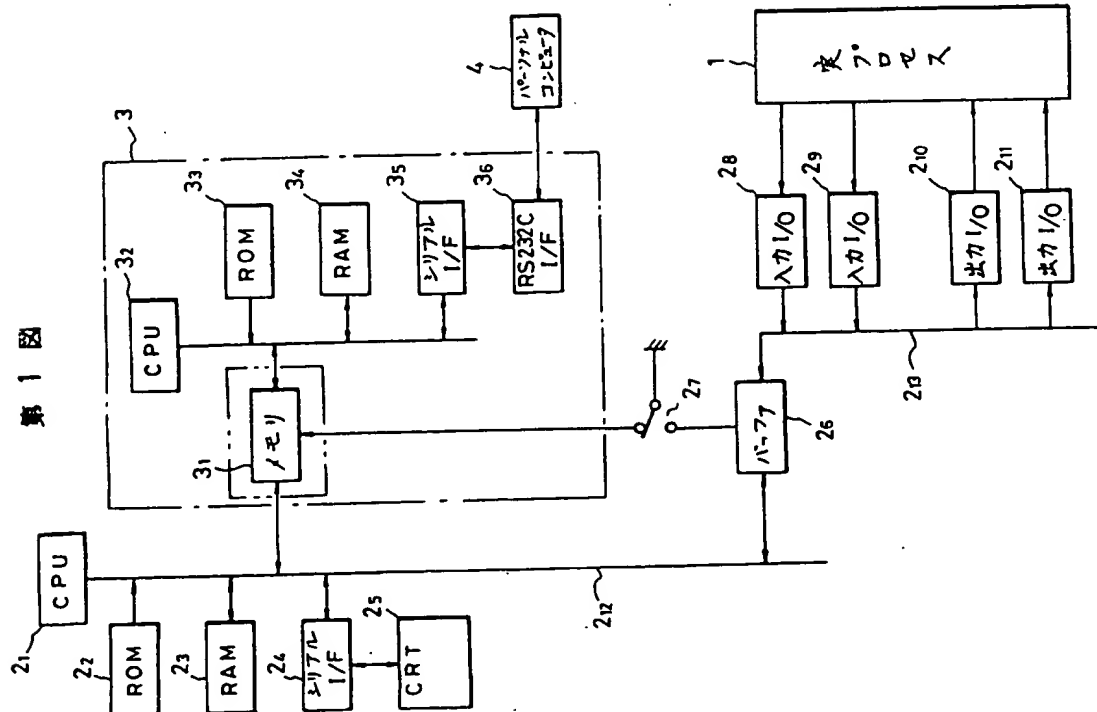 第 1 図
CPU
32
ROM
33
RAM
34
シリアル
I/F
35
RS232C
I/F
36
3
メモリ
31
パーソナル
コンピュータ
4
CPU
21
ROM
22
RAM
23
シリアル
I/F
24
CRT
25
212
バッファ
26
27
213
入力 I/O
28
入力 I/O
29
出力 I/O
210
出力 I/O
211
実プロセス
1